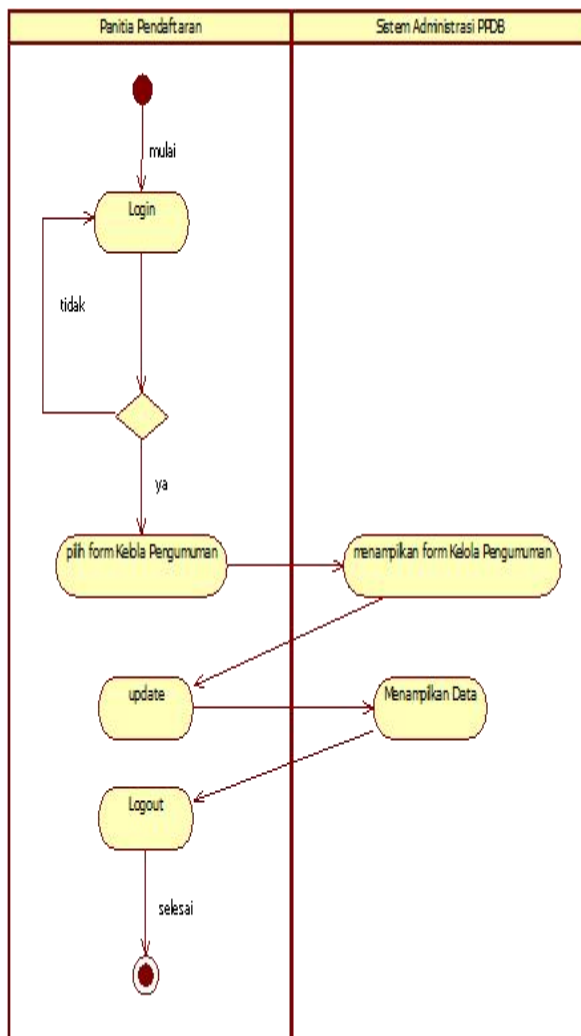 Panitia Pendaftaran
Sistem Administrasi PPDB
mulai
Login
tidak
ya
pilih form Kelola Pengumuman
menampilkan form Kelola Pengumuman
update
Menampilkan Data
Logout
selesai